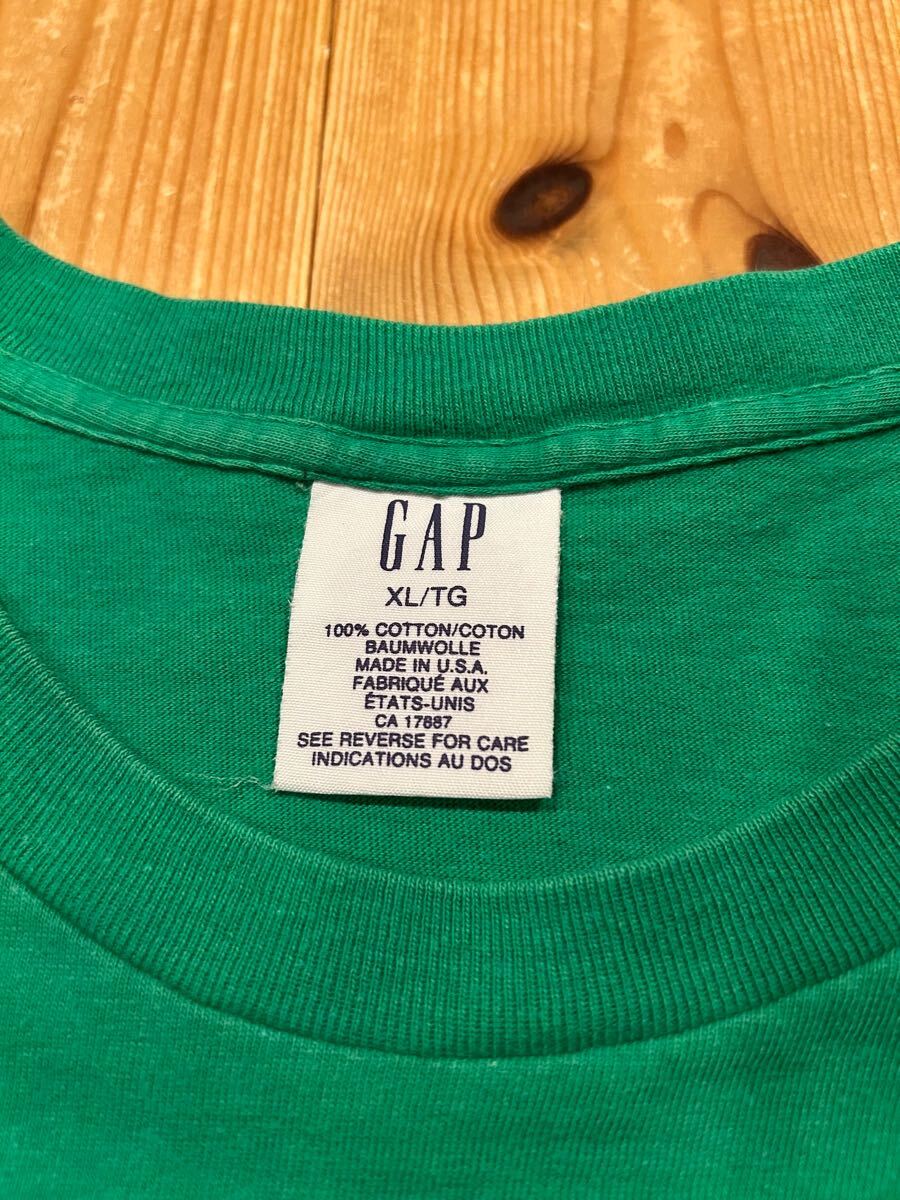 GAP
XL/TG
100% COTTON/COTON
BAUMWOLLE
MADE IN U.S.A.
FABRIQUÉ AUX
ÉTATS-UNIS
CA 17887
SEE REVERSE FOR CARE
INDICATIONS AU DOS